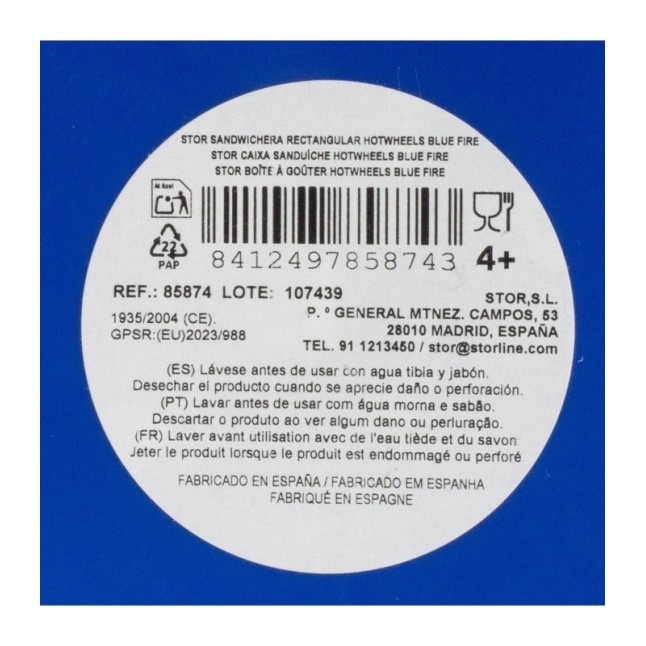 STOR SANDWICHERA RECTANGULAR HOTWHEELS BLUE FIRE
STOR CAIXA SANDUÍCHE HOTWHEELS BLUE FIRE
STOR BOÎTE À GOÛTER HOTWHEELS BLUE FIRE
M Azul
22
PAP
8412497858743
4+
REF.: 85874 LOTE: 107439
1935/2004 (CE).
GPSR:(EU)2023/988
STOR,S.L.
P. º GENERAL MTNEZ. CAMPOS, 53
28010 MADRID, ESPAÑA
TEL. 91 1213450 / stor@storline.com
(ES) Lávese antes de usar con agua tibia y jabón.
Desechar el producto cuando se aprecie daño o perforación.
(PT) Lavar antes de usar com água morna e sabão.
Descartar o produto ao ver algum dano ou perluração.
(FR) Laver avant utilisation avec de l'eau tiède et du savon.
Jeter le produit lorsque le produit est endommagé ou perforé
FABRICADO EN ESPAÑA / FABRICADO EM ESPANHA
FABRIQUÉ EN ESPAGNE